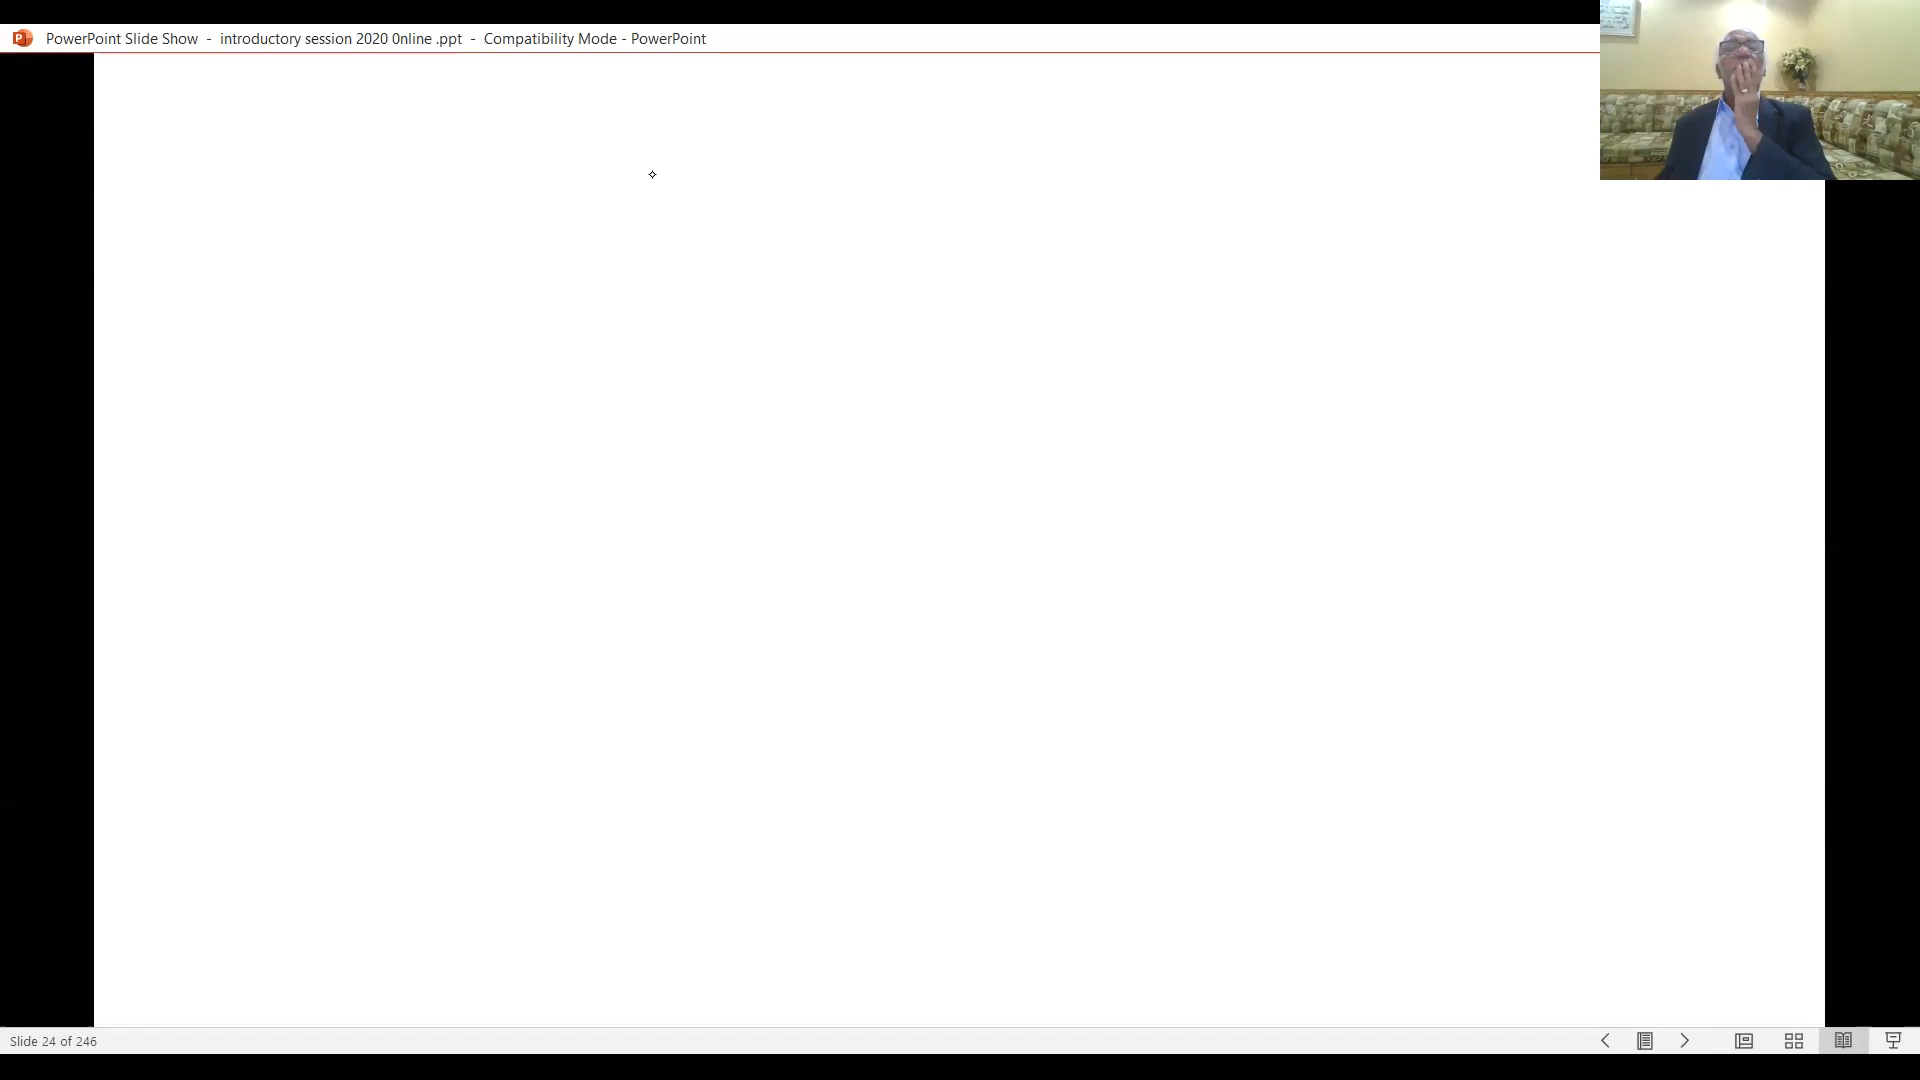 PowerPoint Slide Show - introductory session 2020 0nline .ppt - Compatibility Mode - PowerPoint
Slide 24 of 246